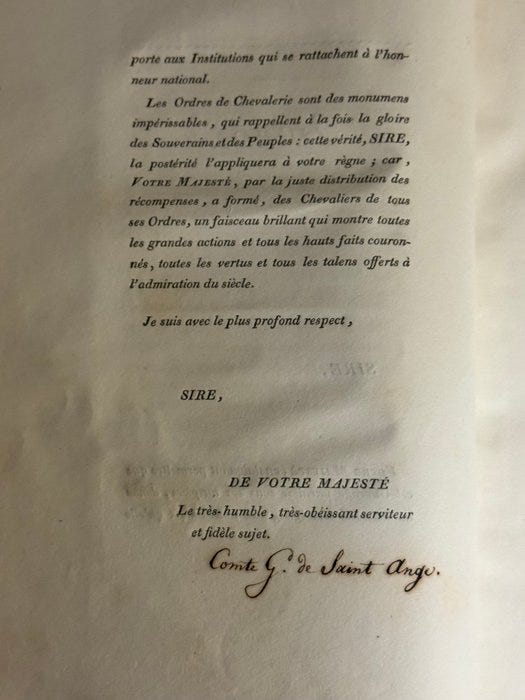 porte aux Institutions qui se rattachent à l'hon-
neur national.
Les Ordres de Chevalerie sont des monumens
impérissables, qui rappellent à la fois la gloire
des Souverains et des Peuples : cette vérité, SIRE,
la postérité l'appliquera à votre règne ; car,
VOTRE MAJESTÉ, par la juste distribution des
récompenses, a formé, des Chevaliers de tous
ses Ordres, un faisceau brillant qui montre toutes
les grandes actions et tous les hauts faits couron-
nés, toutes les vertus et tous les talens offerts à
l'admiration du siècle.
Je suis avec le plus profond respect,
SIRE,
SIRE,
DE VOTRE MAJESTÉ
Le très-humble, très-obéissant serviteur
et fidèle sujet.
Comte G.d de Saint Ange.